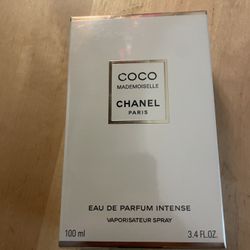 COCO
MADEMOISELLE
CHANEL
PARIS
EAU DE PARFUM INTENSE
VAPORISATEUR SPRAY
100 ml 3.4 FL.OZ.